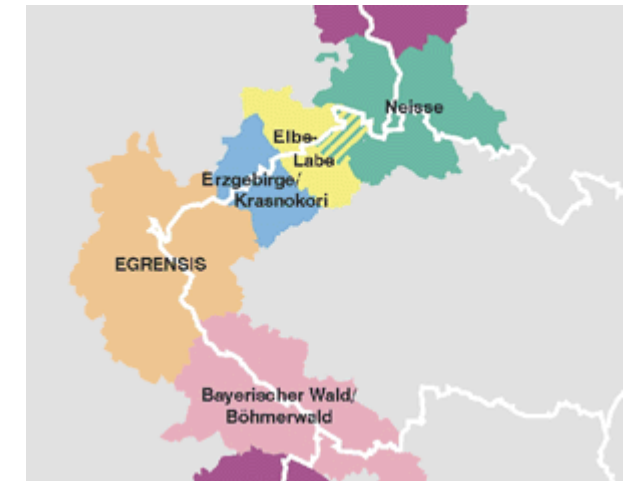 Neisse
Elbe-
Labe
Erzgebirge/
Krasnokori
EGRENSIS
Bayerischer Wald/
Böhmerwald